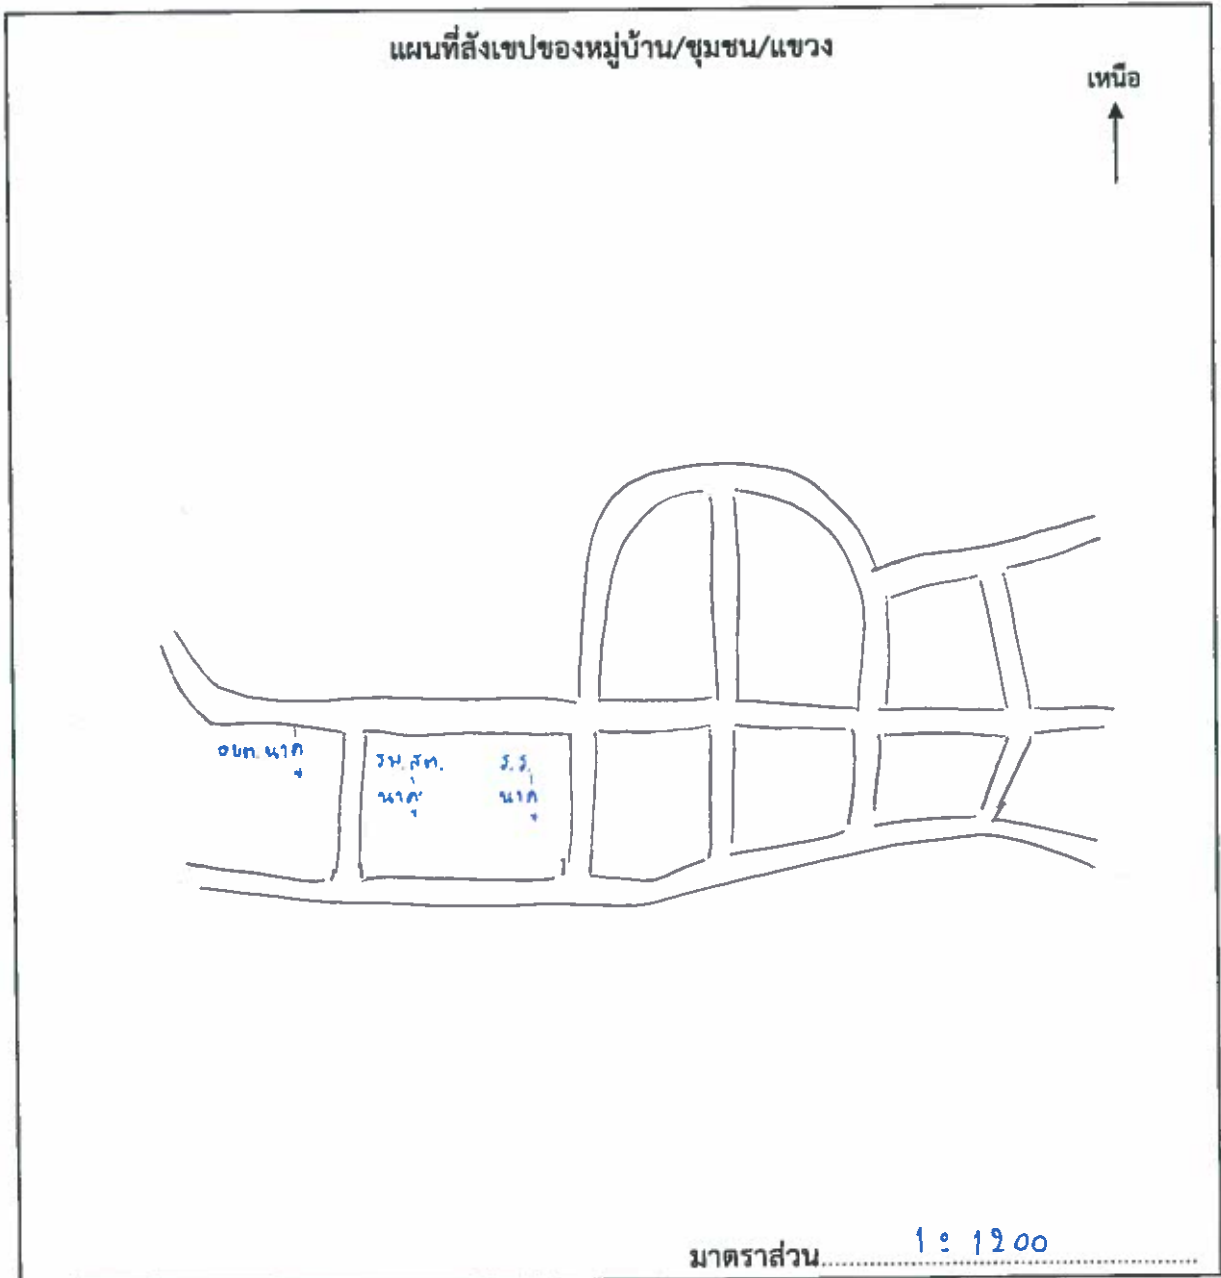 แผนที่สังเขปของหมู่บ้าน/ชุมชน/แขวง
เหนือ
อบต. นาคู่
รพ.สต. ร.ร.
นาคู่ นาคู่
มาตราส่วน 1 : 1200